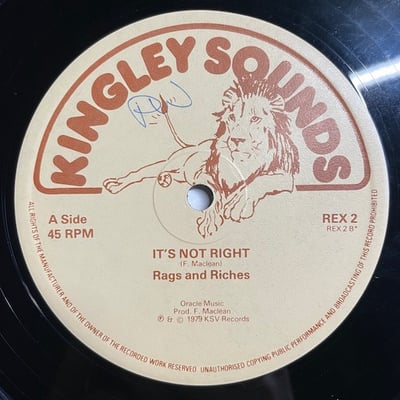 KINGLEY SOUNDS
A Side
45 RPM
REX 2
REX 2 8*
IT'S NOT RIGHT
(F. Maclean)
Rags and Riches
Oracle Music
Prod. F. Maclean
℗ & © 1979 KSV Records
ALL RIGHTS OF THE MANUFACTURER AND OF THE OWNER OF THE RECORDED WORK RESERVED UNAUTHORISED COPYING PUBLIC PERFORMANCE AND BROADCASTING OF THIS RECORD PROHIBITED